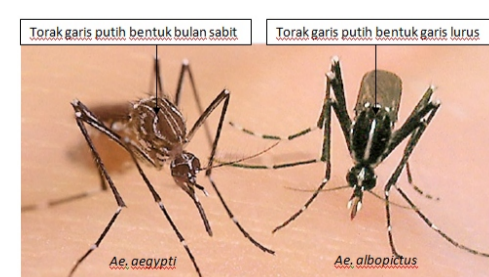 Torak garis putih bentuk bulan sabit
Torak garis putih bentuk garis lurus
Ae. aegypti
Ae. albopictus